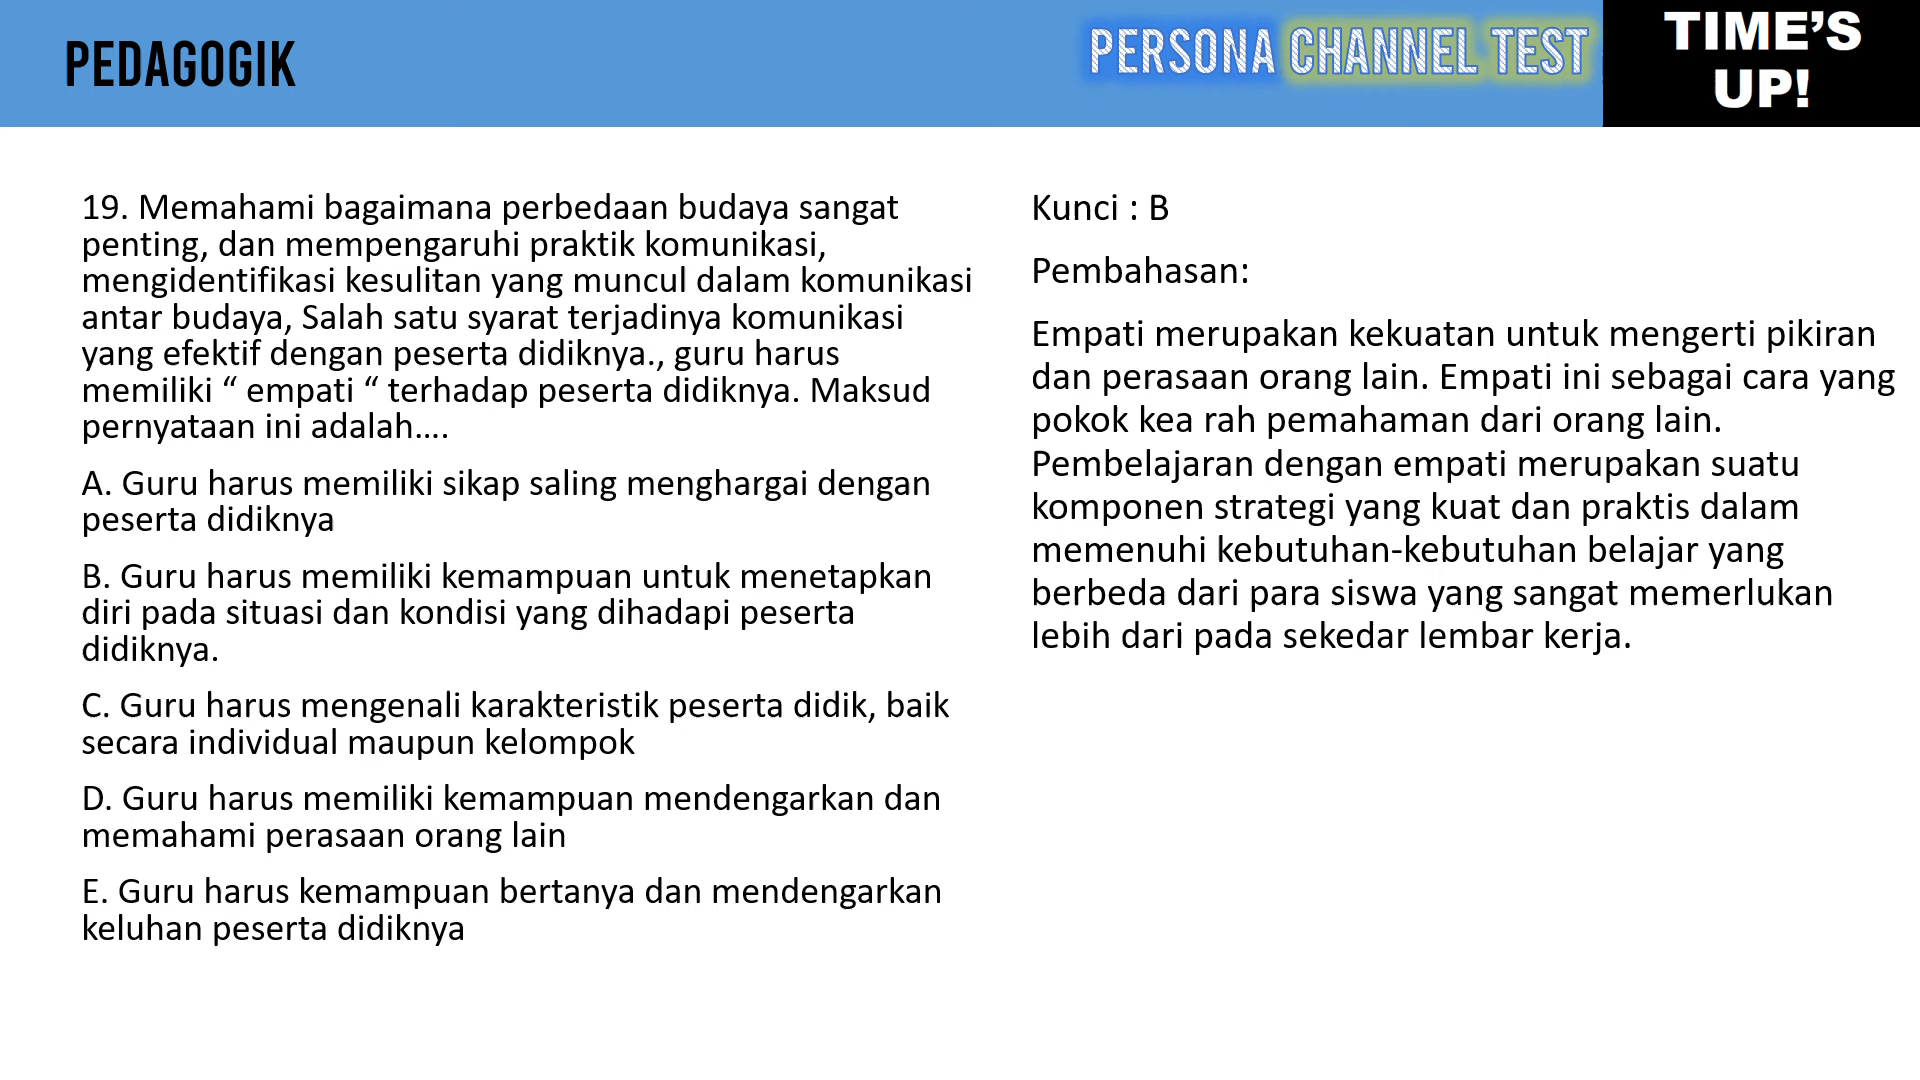 PEDAGOGIK
PERSONA CHANNEL TEST
TIME'S
UP!
19. Memahami bagaimana perbedaan budaya sangat
penting, dan mempengaruhi praktik komunikasi,
mengidentifikasi kesulitan yang muncul dalam komunikasi
antar budaya, Salah satu syarat terjadinya komunikasi
yang efektif dengan peserta didiknya., guru harus
memiliki “ empati “ terhadap peserta didiknya. Maksud
pernyataan ini adalah….
A. Guru harus memiliki sikap saling menghargai dengan
peserta didiknya
B. Guru harus memiliki kemampuan untuk menetapkan
diri pada situasi dan kondisi yang dihadapi peserta
didiknya.
C. Guru harus mengenali karakteristik peserta didik, baik
secara individual maupun kelompok
D. Guru harus memiliki kemampuan mendengarkan dan
memahami perasaan orang lain
E. Guru harus kemampuan bertanya dan mendengarkan
keluhan peserta didiknya
Kunci : B
Pembahasan:
Empati merupakan kekuatan untuk mengerti pikiran
dan perasaan orang lain. Empati ini sebagai cara yang
pokok kea rah pemahaman dari orang lain.
Pembelajaran dengan empati merupakan suatu
komponen strategi yang kuat dan praktis dalam
memenuhi kebutuhan-kebutuhan belajar yang
berbeda dari para siswa yang sangat memerlukan
lebih dari pada sekedar lembar kerja.